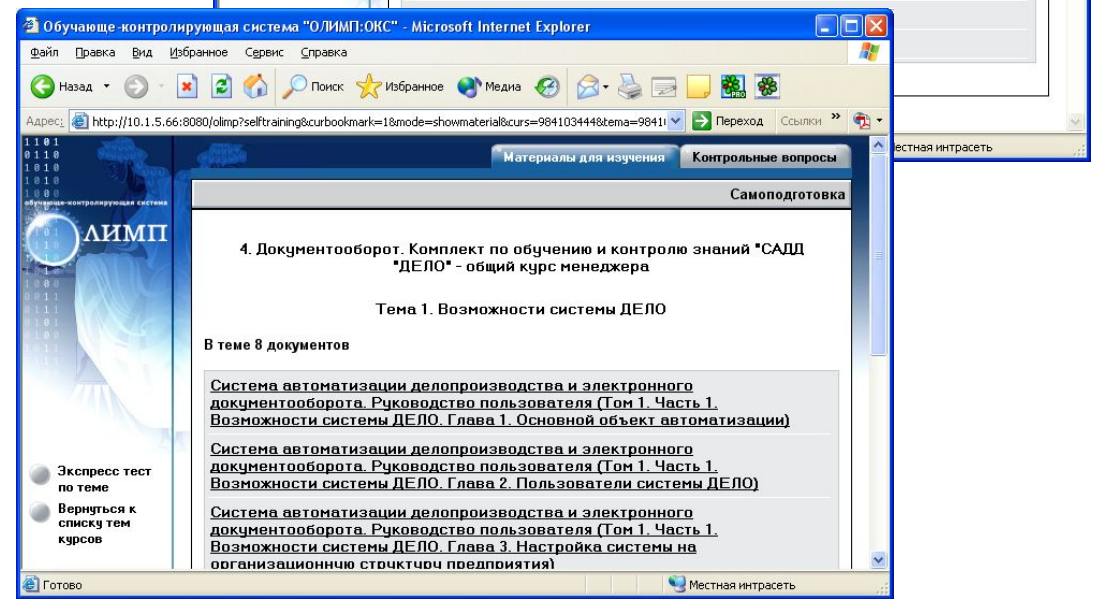 Обучающе-контролирующая система "ОЛИМП:ОКС" - Microsoft Internet Explorer
Файл Правка Вид Избранное Сервис Справка
Назад Поиск Избранное Медиа
Адрес: http://10.1.5.66:8080/olimp?selftraining&curbookmark=1&mode=showmaterial&curs=984103444&tema=9841 Переход Ссылки »
Материалы для изучения Контрольные вопросы
Самоподготовка
обучающе-контролирующая система
ОЛИМП
4. Документооборот. Комплект по обучению и контролю знаний "САДД
"ДЕЛО" - общий курс менеджера
Тема 1. Возможности системы ДЕЛО
В теме 8 документов
Система автоматизации делопроизводства и электронного
документооборота. Руководство пользователя (Том 1. Часть 1.
Возможности системы ДЕЛО. Глава 1. Основной объект автоматизации)
Система автоматизации делопроизводства и электронного
документооборота. Руководство пользователя (Том 1. Часть 1.
Возможности системы ДЕЛО. Глава 2. Пользователи системы ДЕЛО)
Система автоматизации делопроизводства и электронного
документооборота. Руководство пользователя (Том 1. Часть 1.
Возможности системы ДЕЛО. Глава 3. Настройка системы на
организационную структуру предприятия)
Экспресс тест
по теме
Вернуться к
списку тем
курсов
Готово Местная интрасеть
естная интрасеть